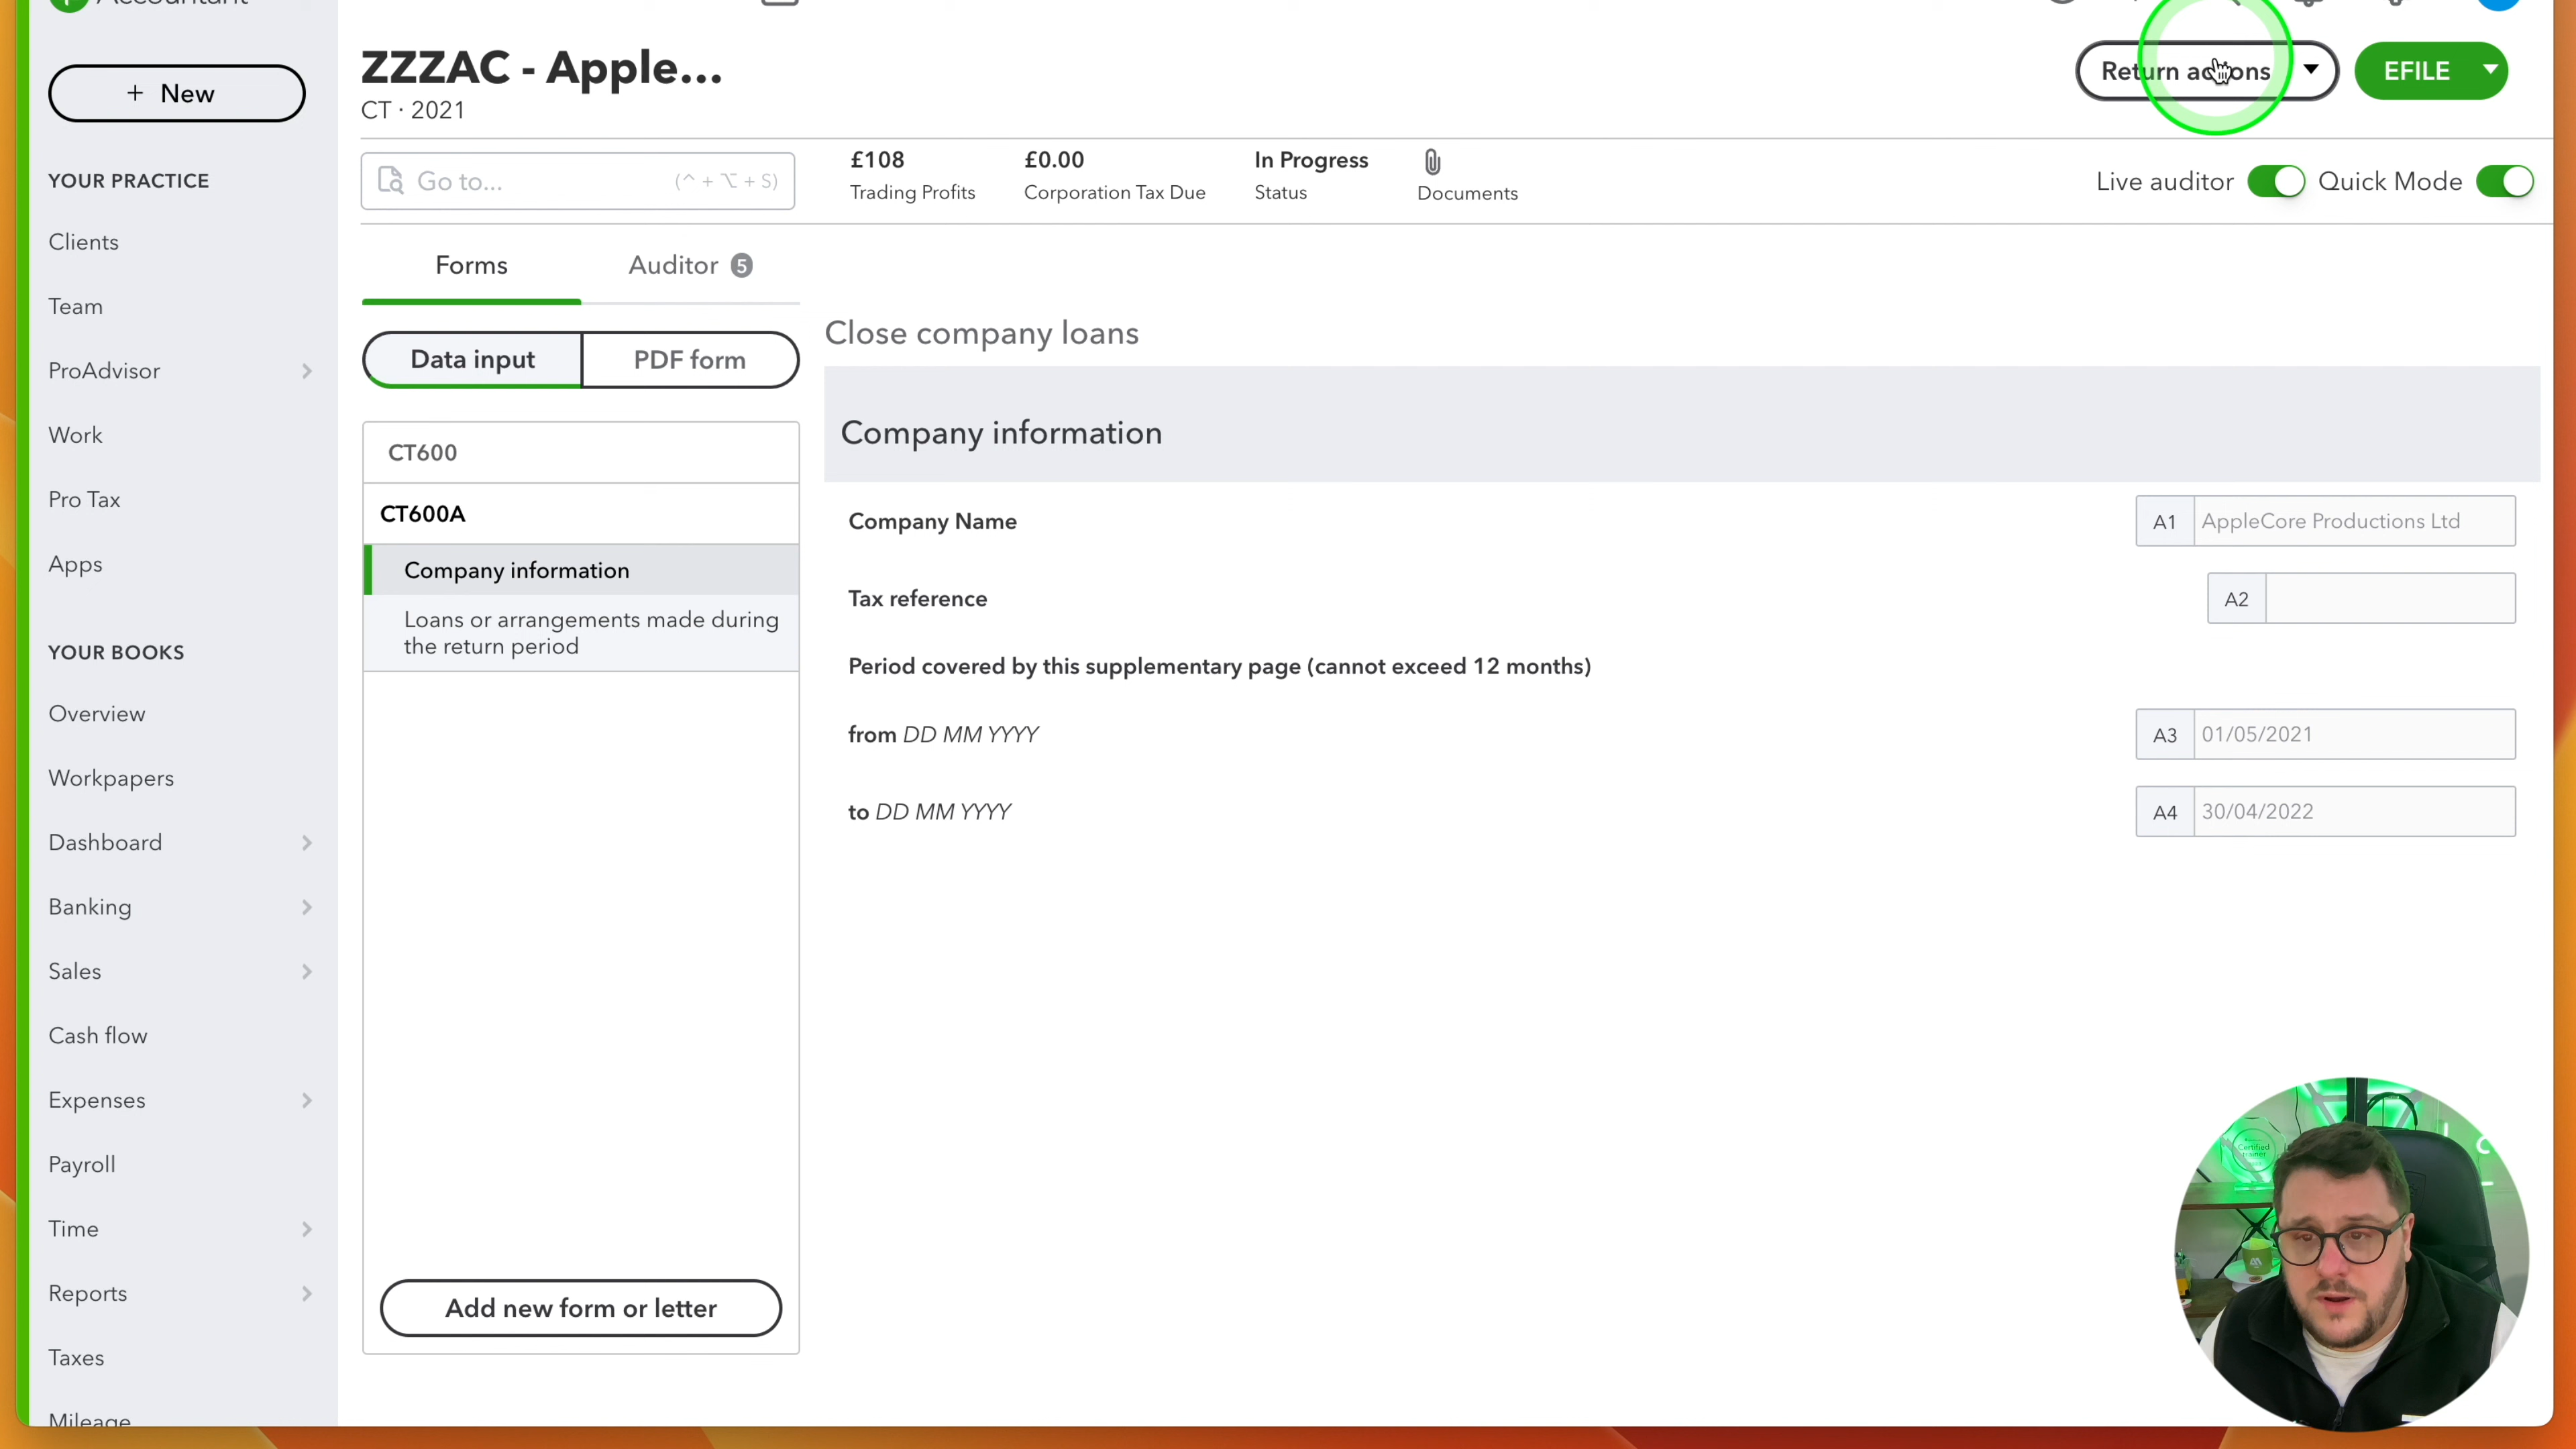 Accountant
+ New
YOUR PRACTICE
Clients
Team
ProAdvisor
Work
Pro Tax
Apps
YOUR BOOKS
Overview
Workpapers
Dashboard
Banking
Sales
Cash flow
Expenses
Payroll
Time
Reports
Taxes
Mileage
ZZZAC - Apple...
CT · 2021
Return actions
EFILE
Go to... (^ + ⌥ + S)
£108
Trading Profits
£0.00
Corporation Tax Due
In Progress
Status
Documents
Live auditor
Quick Mode
Forms
Auditor 5
Data input
PDF form
CT600
CT600A
Company information
Loans or arrangements made during
the return period
Add new form or letter
Close company loans
Company information
Company Name
A1 AppleCore Productions Ltd
Tax reference
A2
Period covered by this supplementary page (cannot exceed 12 months)
from DD MM YYYY
A3 01/05/2021
to DD MM YYYY
A4 30/04/2022
Certified